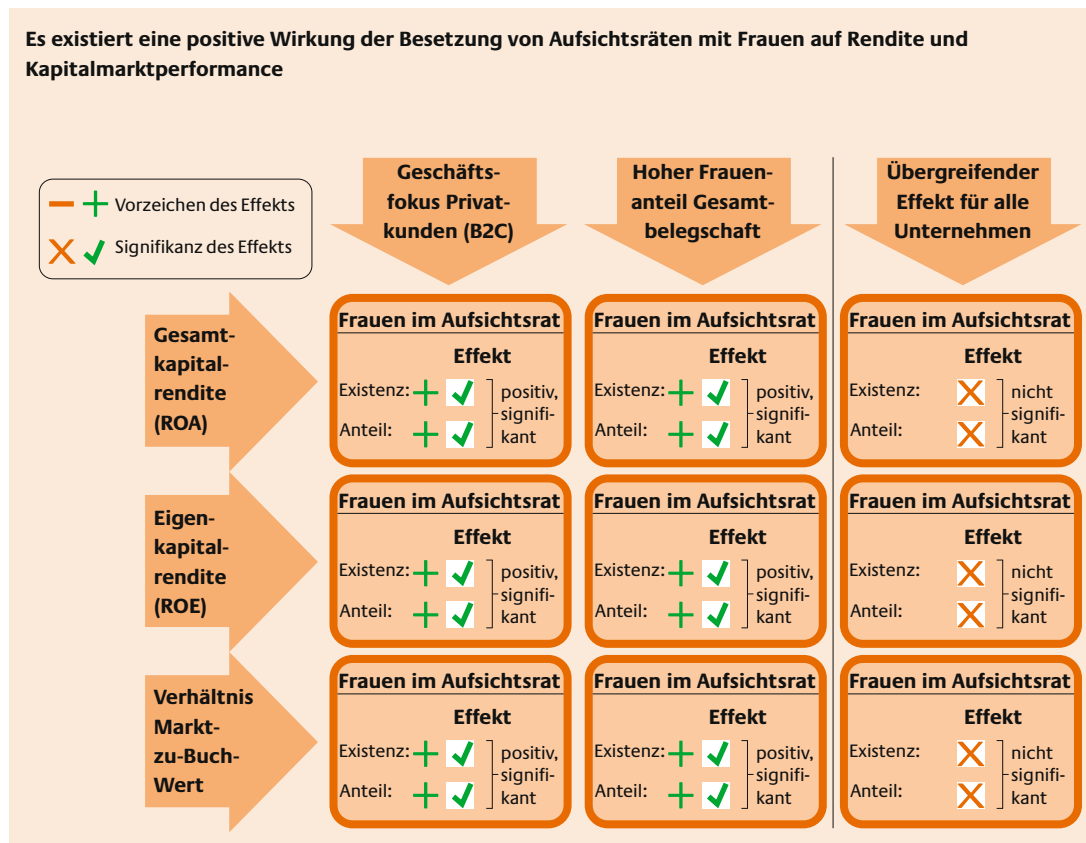 Es existiert eine positive Wirkung der Besetzung von Aufsichtsräten mit Frauen auf Rendite und
Kapitalmarktperformance
Vorzeichen des Effekts
Signifikanz des Effekts
Geschäfts-
fokus Privat-
kunden (B2C)
Hoher Frauen-
anteil Gesamt-
belegschaft
Übergreifender
Effekt für alle
Unternehmen
Gesamt-
kapital-
rendite
(ROA)
Frauen im Aufsichtsrat
Effekt
Existenz:
Anteil:
positiv,
signifi-
kant
Frauen im Aufsichtsrat
Effekt
Existenz:
Anteil:
positiv,
signifi-
kant
Frauen im Aufsichtsrat
Effekt
Existenz:
Anteil:
nicht
signifi-
kant
Eigen-
kapital-
rendite
(ROE)
Frauen im Aufsichtsrat
Effekt
Existenz:
Anteil:
positiv,
signifi-
kant
Frauen im Aufsichtsrat
Effekt
Existenz:
Anteil:
positiv,
signifi-
kant
Frauen im Aufsichtsrat
Effekt
Existenz:
Anteil:
nicht
signifi-
kant
Verhältnis
Markt-
zu-Buch-
Wert
Frauen im Aufsichtsrat
Effekt
Existenz:
Anteil:
positiv,
signifi-
kant
Frauen im Aufsichtsrat
Effekt
Existenz:
Anteil:
positiv,
signifi-
kant
Frauen im Aufsichtsrat
Effekt
Existenz:
Anteil:
nicht
signifi-
kant